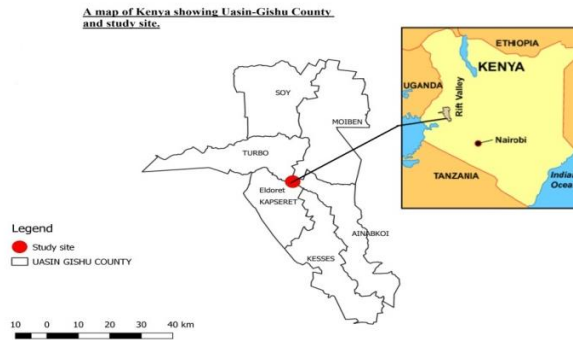 A map of Kenya showing Uasin-Gishu County
and study site.
ETHIOPIA
KENYA
UGANDA
Rift Valley
Nairobi
TANZANIA
Indian
Ocea
SOY
MOIBEN
TURBO
Eldoret
KAPSERET
AINABKOI
KESSES
Legend
Study site
UASIN GISHU COUNTY
10 0 10 20 30 40 km